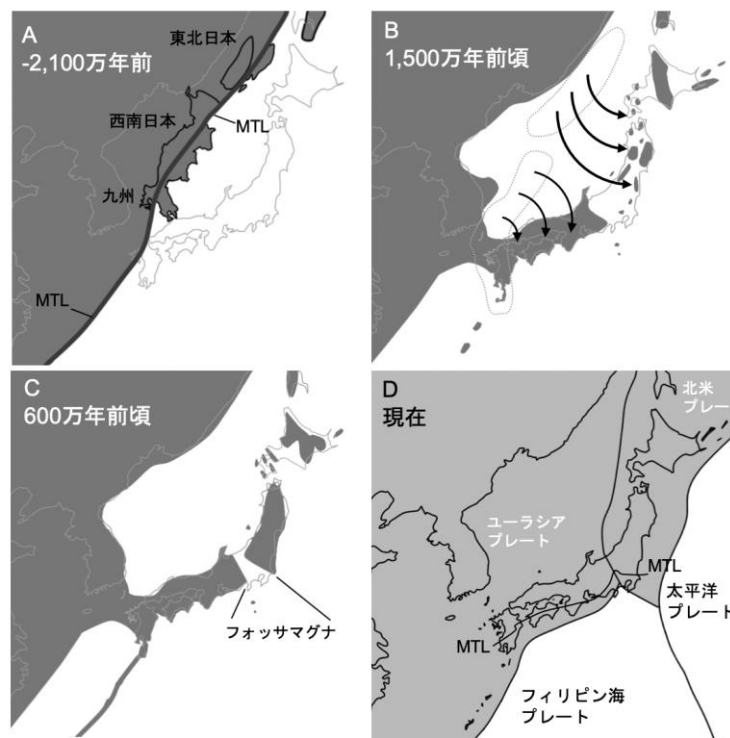 A
-2,100万年前
東北日本
西南日本
MTL
九州
MTL
B
1,500万年前頃
C
600万年前頃
フォッサマグナ
D
現在
北米
プレー
ユーラシア
プレート
MTL
太平洋
プレート
MTL
フィリピン海
プレート